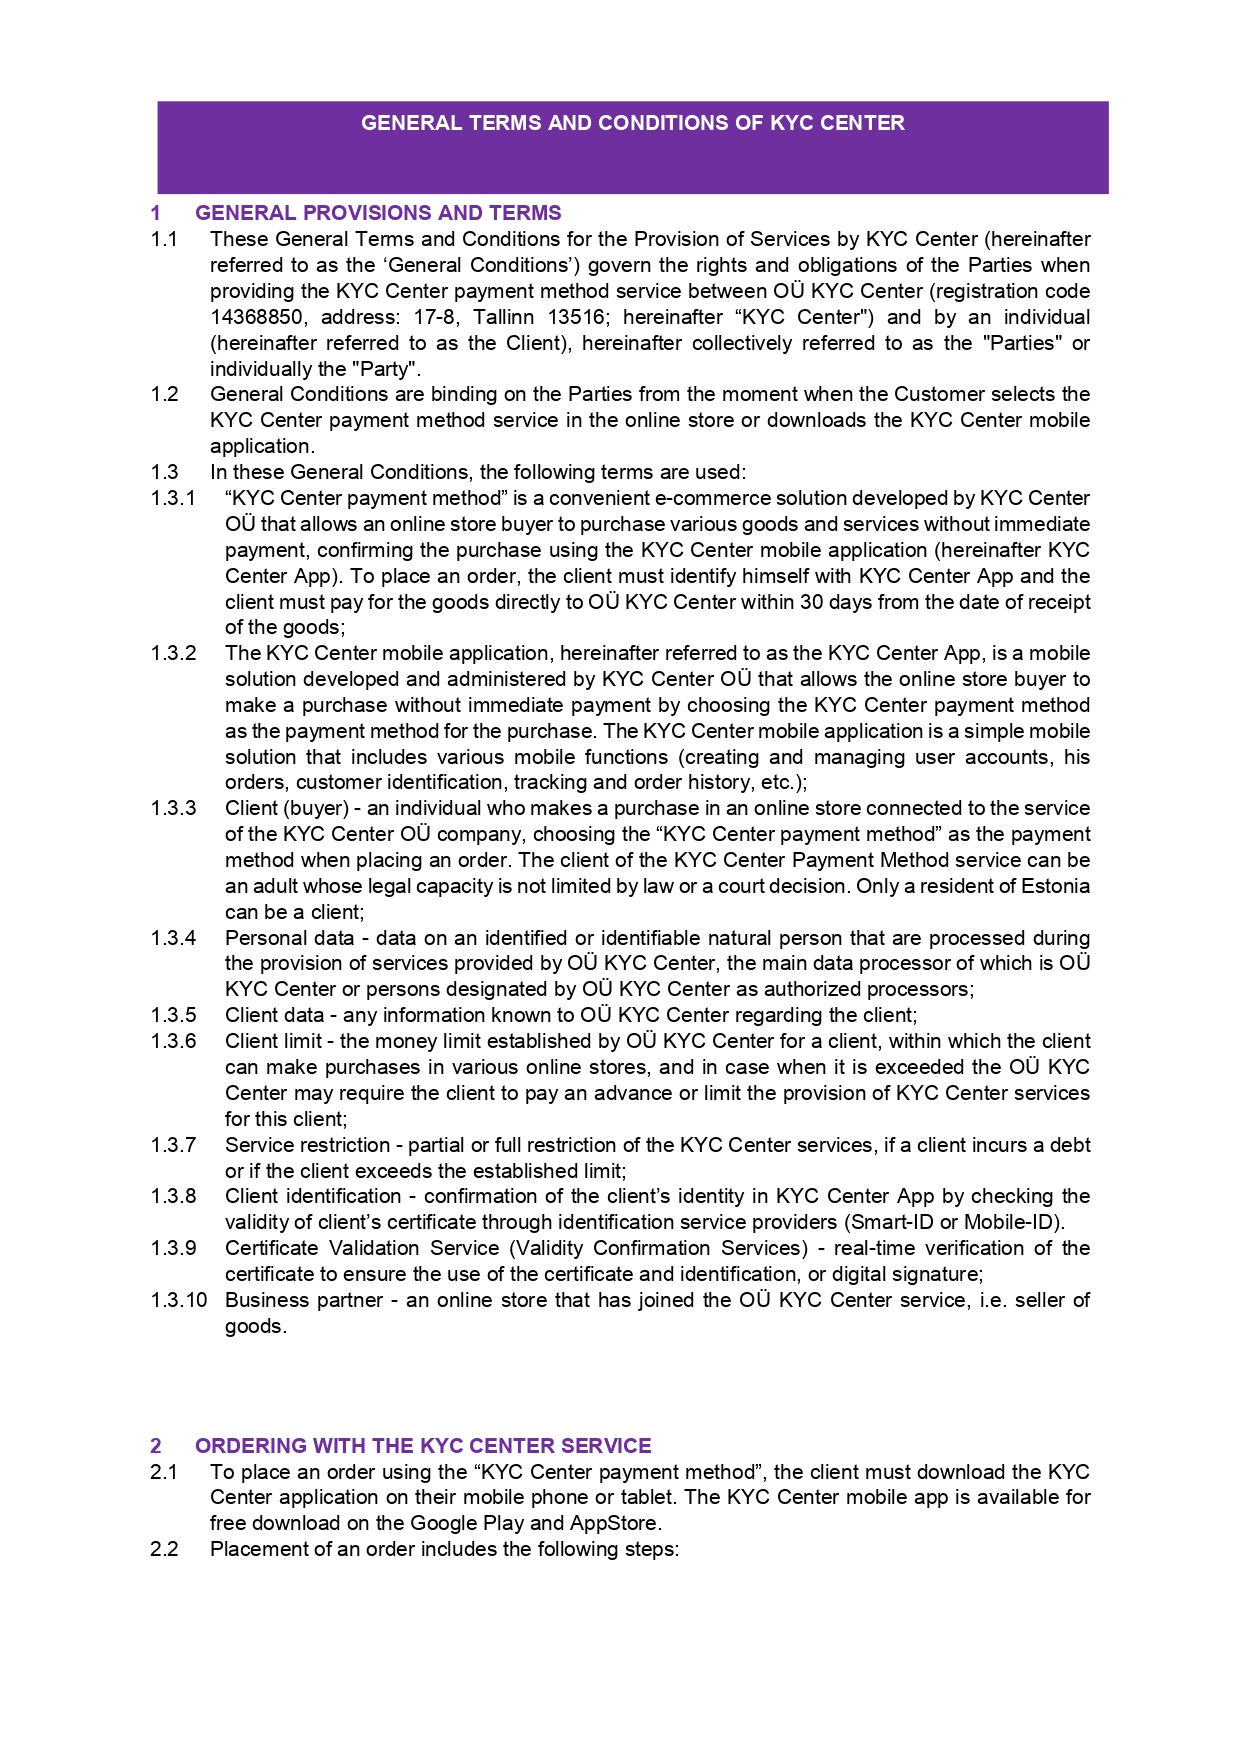 GENERAL TERMS AND CONDITIONS OF KYC CENTER
1 GENERAL PROVISIONS AND TERMS
1.1 These General Terms and Conditions for the Provision of Services by KYC Center (hereinafter
referred to as the ‘General Conditions’) govern the rights and obligations of the Parties when
providing the KYC Center payment method service between OÜ KYC Center (registration code
14368850, address: 17-8, Tallinn 13516; hereinafter “KYC Center") and by an individual
(hereinafter referred to as the Client), hereinafter collectively referred to as the "Parties" or
individually the "Party".
1.2 General Conditions are binding on the Parties from the moment when the Customer selects the
KYC Center payment method service in the online store or downloads the KYC Center mobile
application.
1.3 In these General Conditions, the following terms are used:
1.3.1 “KYC Center payment method” is a convenient e-commerce solution developed by KYC Center
OÜ that allows an online store buyer to purchase various goods and services without immediate
payment, confirming the purchase using the KYC Center mobile application (hereinafter KYC
Center App). To place an order, the client must identify himself with KYC Center App and the
client must pay for the goods directly to OÜ KYC Center within 30 days from the date of receipt
of the goods;
1.3.2 The KYC Center mobile application, hereinafter referred to as the KYC Center App, is a mobile
solution developed and administered by KYC Center OÜ that allows the online store buyer to
make a purchase without immediate payment by choosing the KYC Center payment method
as the payment method for the purchase. The KYC Center mobile application is a simple mobile
solution that includes various mobile functions (creating and managing user accounts, his
orders, customer identification, tracking and order history, etc.);
1.3.3 Client (buyer) - an individual who makes a purchase in an online store connected to the service
of the KYC Center OÜ company, choosing the “KYC Center payment method” as the payment
method when placing an order. The client of the KYC Center Payment Method service can be
an adult whose legal capacity is not limited by law or a court decision. Only a resident of Estonia
can be a client;
1.3.4 Personal data - data on an identified or identifiable natural person that are processed during
the provision of services provided by OÜ KYC Center, the main data processor of which is OÜ
KYC Center or persons designated by OÜ KYC Center as authorized processors;
1.3.5 Client data - any information known to OÜ KYC Center regarding the client;
1.3.6 Client limit - the money limit established by OÜ KYC Center for a client, within which the client
can make purchases in various online stores, and in case when it is exceeded the OÜ KYC
Center may require the client to pay an advance or limit the provision of KYC Center services
for this client;
1.3.7 Service restriction - partial or full restriction of the KYC Center services, if a client incurs a debt
or if the client exceeds the established limit;
1.3.8 Client identification - confirmation of the client’s identity in KYC Center App by checking the
validity of client’s certificate through identification service providers (Smart-ID or Mobile-ID).
1.3.9 Certificate Validation Service (Validity Confirmation Services) - real-time verification of the
certificate to ensure the use of the certificate and identification, or digital signature;
1.3.10 Business partner - an online store that has joined the OÜ KYC Center service, i.e. seller of
goods.
2 ORDERING WITH THE KYC CENTER SERVICE
2.1 To place an order using the “KYC Center payment method”, the client must download the KYC
Center application on their mobile phone or tablet. The KYC Center mobile app is available for
free download on the Google Play and AppStore.
2.2 Placement of an order includes the following steps: